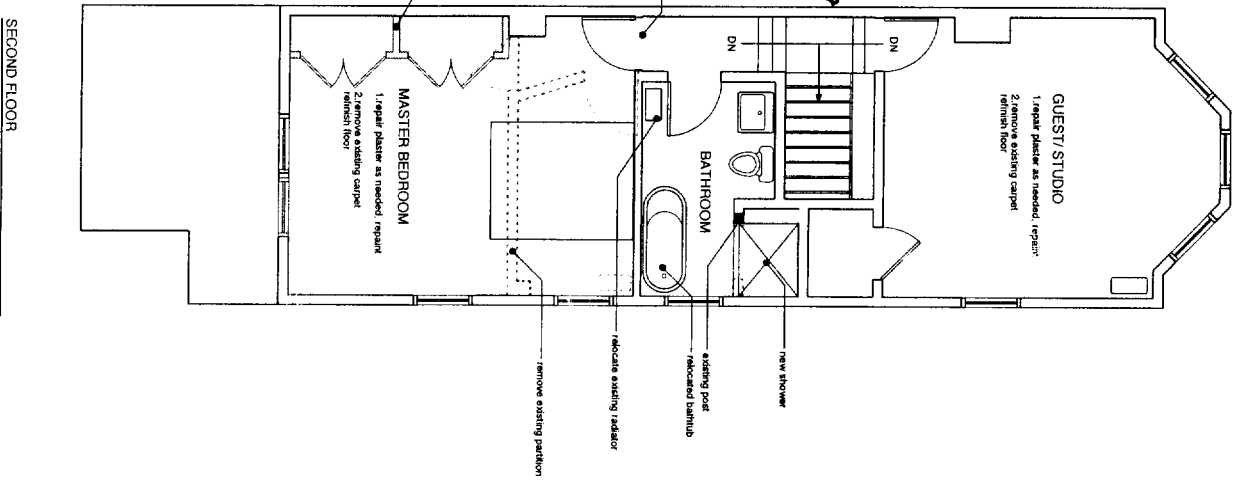 GUEST/ STUDIO
1.repair plaster as needed, repaint
2.remove existing carpet
refinish floor
DN
DN
new shower
BATHROOM
existing post
relocated bathtub
relocate existing radiator
MASTER BEDROOM
1.repair plaster as needed, repaint
2.remove existing carpet
refinish floor
remove existing partition
SECOND FLOOR